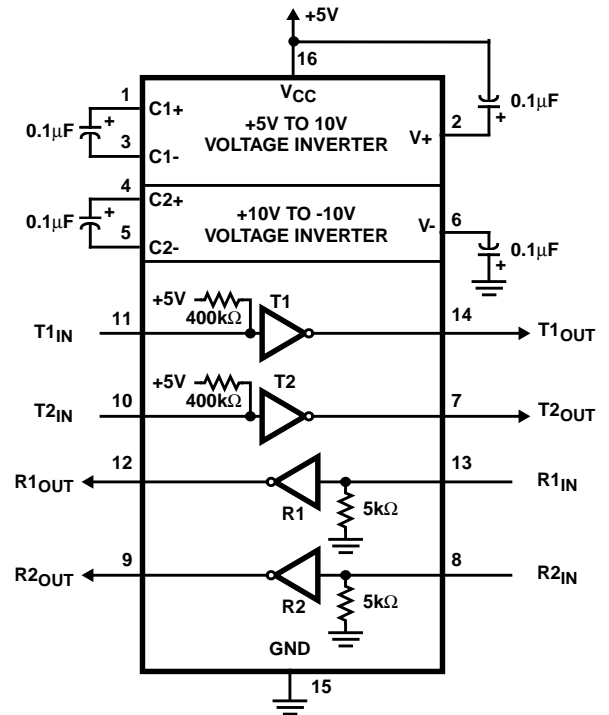 +5V
16
VCC
1
C1+
0.1μF
+
3
C1-
+5V TO 10V
VOLTAGE INVERTER
2
V+
0.1μF
+
4
C2+
0.1μF
+
5
C2-
+10V TO -10V
VOLTAGE INVERTER
V-
6
0.1μF
+
T1IN
11
+5V
400kΩ
T1
14
T1OUT
T2IN
10
+5V
400kΩ
T2
7
T2OUT
R1OUT
12
R1
5kΩ
13
R1IN
R2OUT
9
R2
5kΩ
8
R2IN
GND
15